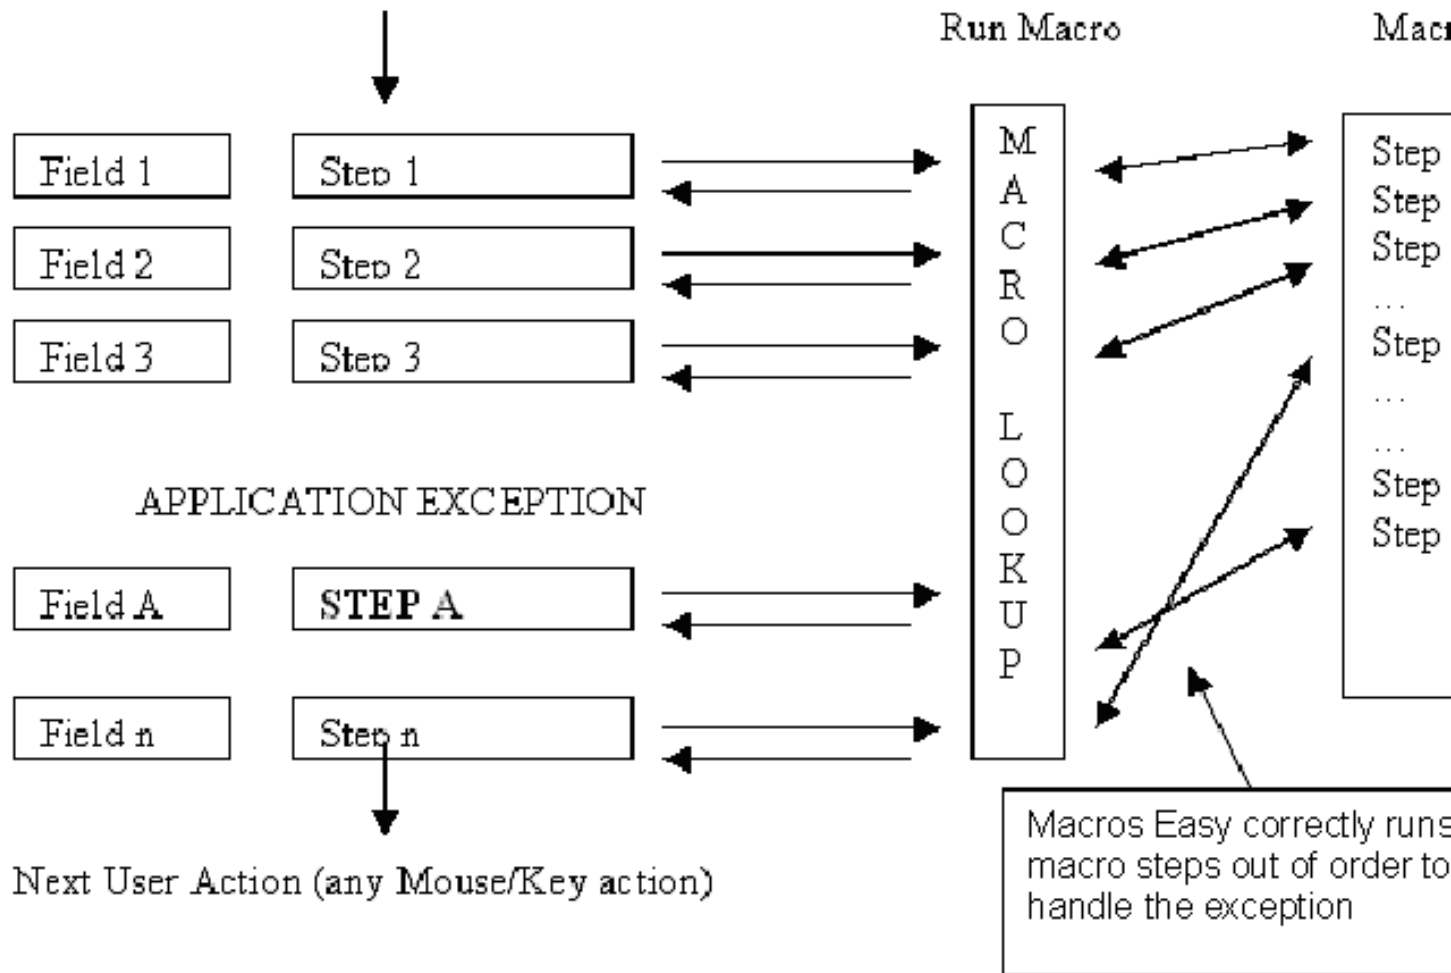 Run Macro
Field 1
Step 1
Field 2
Step 2
Field 3
Step 3
APPLICATION EXCEPTION
Field A
STEP A
Field n
Step n
Next User Action (any Mouse/Key action)
MACRO LOOKUP
Step
Step
Step
...
Step
...
...
Step
Step
Macros Easy correctly runs
macro steps out of order to
handle the exception